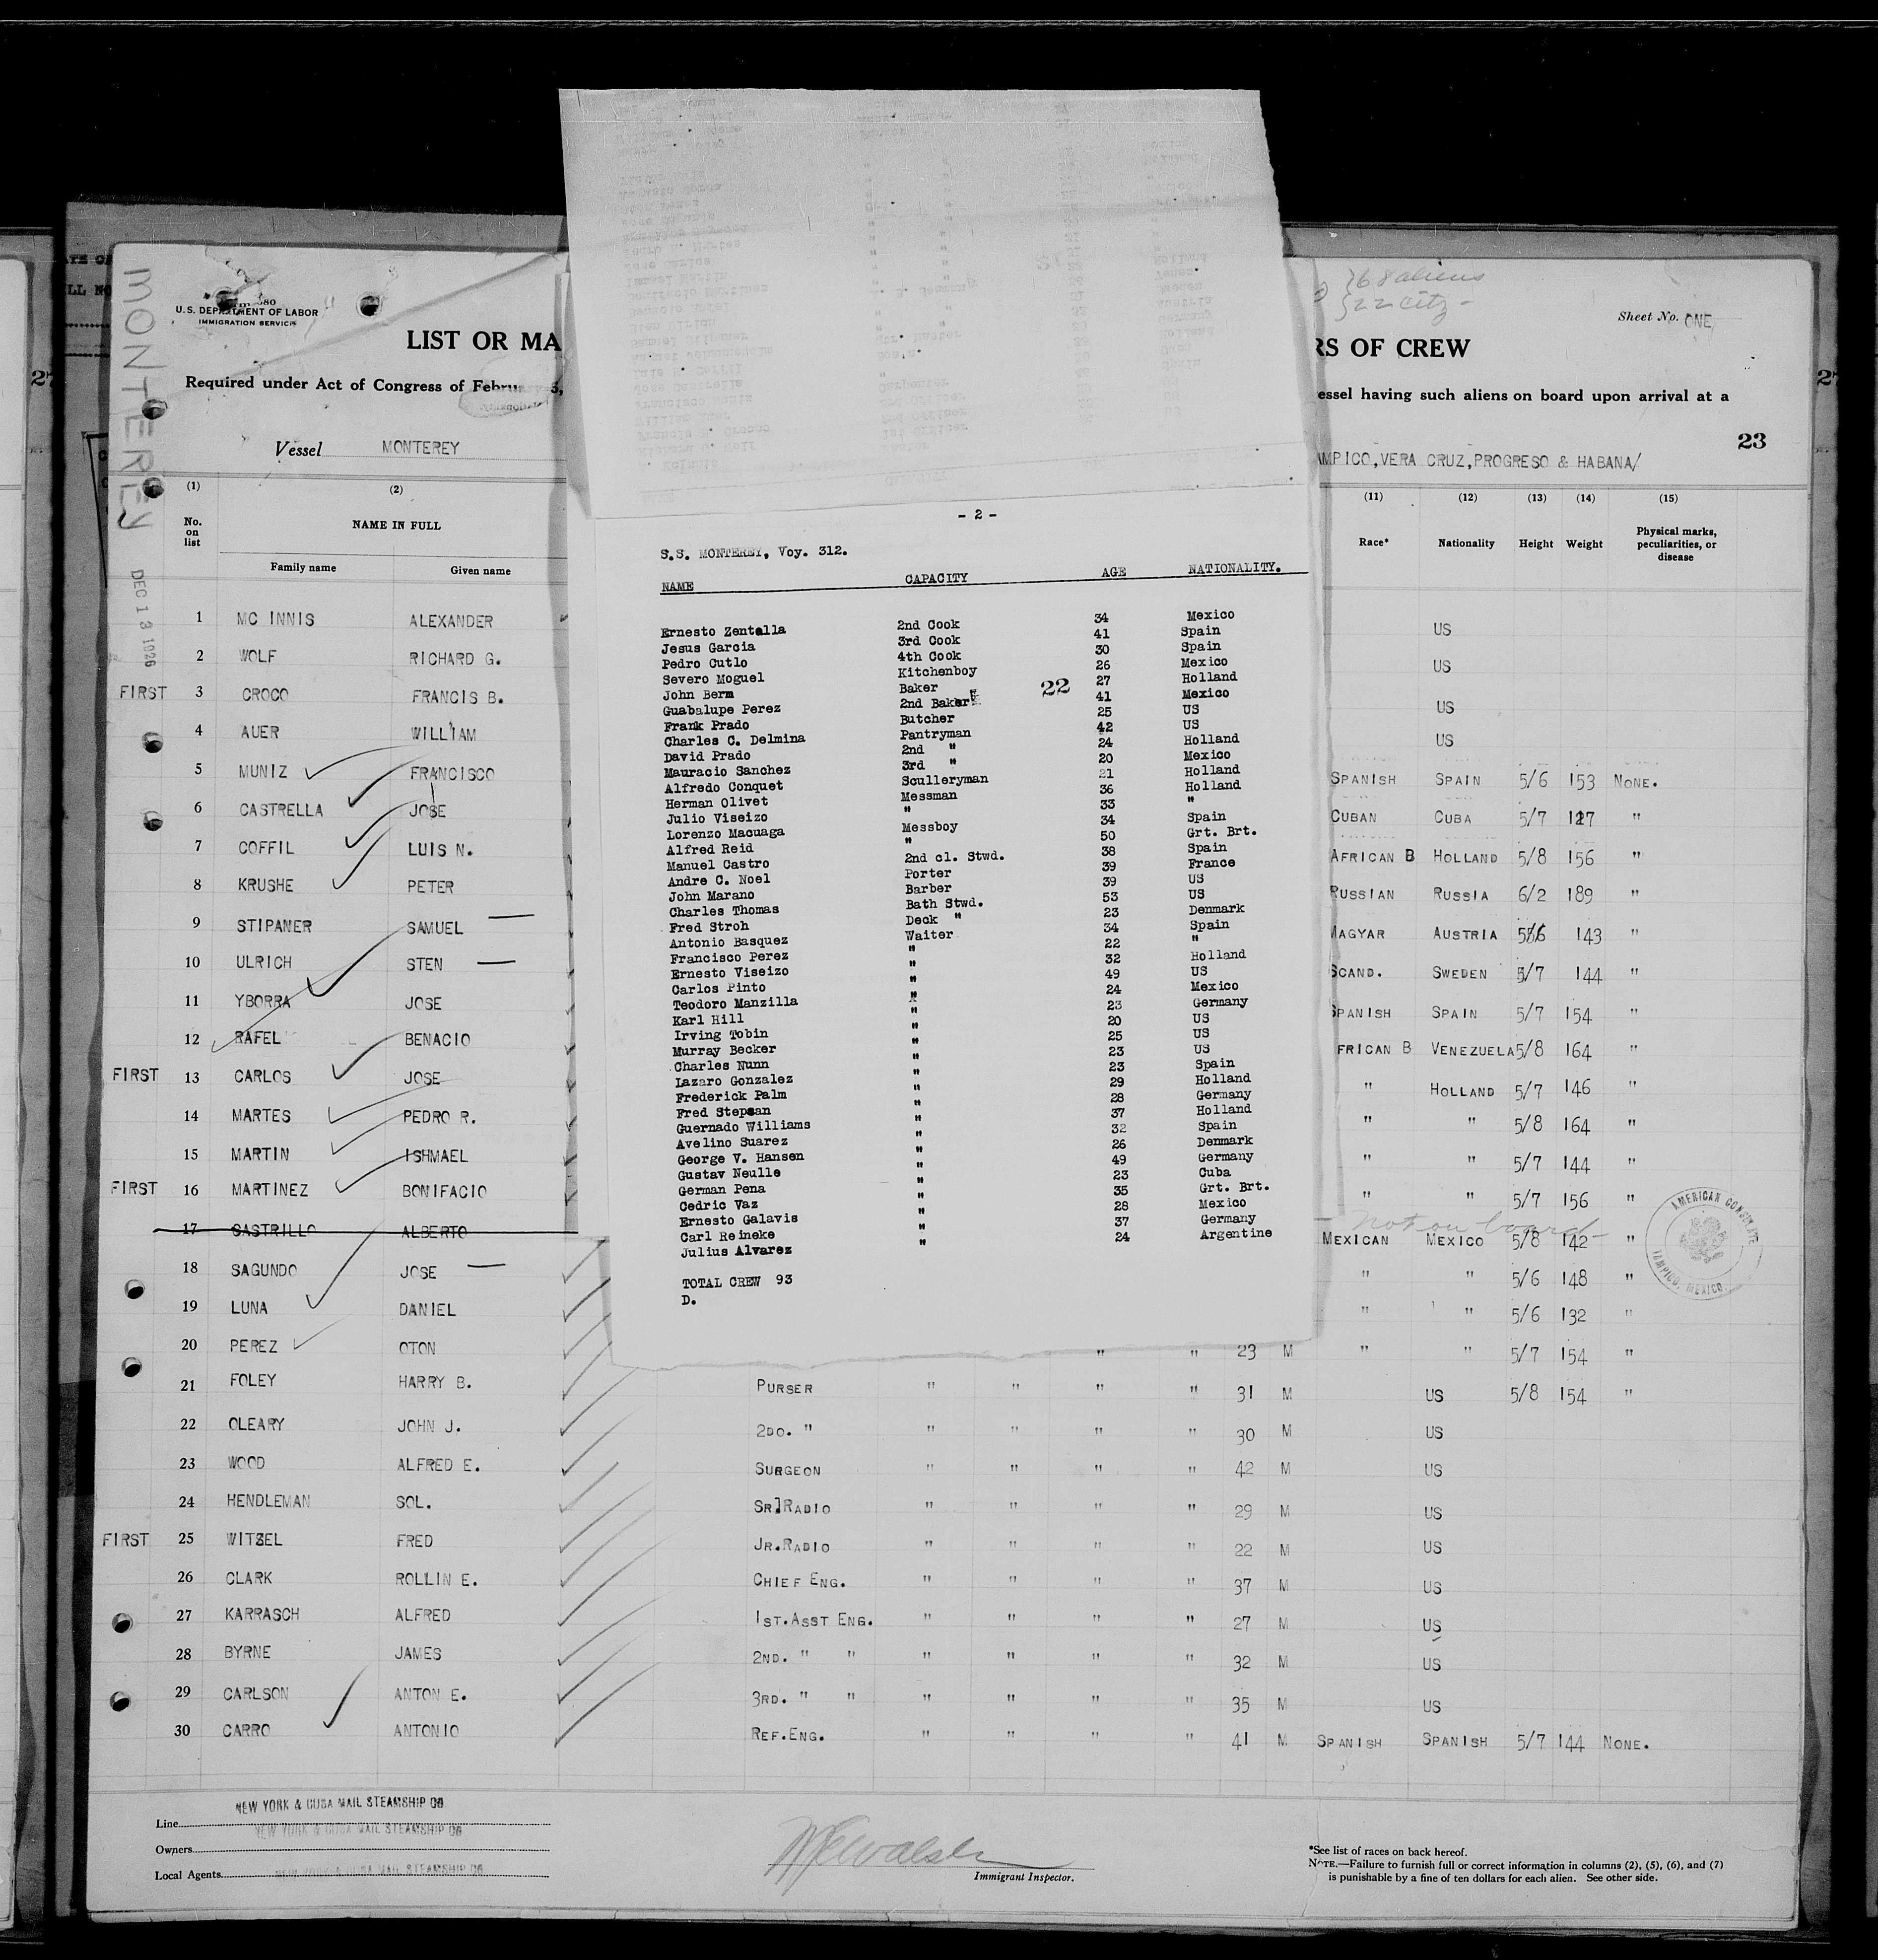 MONTEREY
DEC 13 1926
U.S. DEPARTMENT OF LABOR
IMMIGRATION SERVICE
68 aliens
22 citz-
Sheet No. ONE
LIST OR MA
RS OF CREW
Required under Act of Congress of Februa 5,
essel having such aliens on board upon arrival at a
23
Vessel MONTEREY
AMPICO, VERA CRUZ, PROGRESO & HABANA/
(1) (2) (11) (12) (13) (14) (15)
No. on list NAME IN FULL Race* Nationality Height Weight Physical marks, peculiarities, or disease
Family name Given name
- 2 -
S.S. MONTEREY, Voy. 312.
NAME CAPACITY AGE NATIONALITY.
Ernesto Zentalla 2nd Cook 34 Mexico
Jesus Garcia 3rd Cook 41 Spain
Pedro Cutlo 4th Cook 30 Spain
Severo Moguel Kitchenboy 26 Mexico
John Berm Baker 27 Holland
22
Guabalupe Perez 2nd Baker 41 Mexico
Frank Prado Butcher 25 US
Charles C. Delmina Pantryman 42 US
David Prado 2nd " 24 Holland
Mauracio Sanchez 3rd " 20 Mexico
Alfredo Conquet Sculleryman 21 Holland
Herman Olivet Messman 36 Holland
Julio Viseizo " 33 "
Lorenzo Macuaga Messboy 34 Spain
Alfred Reid " 50 Grt. Brt.
Manuel Castro 2nd cl. Stwd. 38 Spain
Andre C. Noel Porter 39 France
John Marano Barber 39 US
Charles Thomas Bath Stwd. 53 US
Fred Stroh Deck " 23 Denmark
Antonio Basquez Waiter 34 Spain
Francisco Perez " 22 "
Ernesto Viseizo " 32 Holland
Carlos Pinto " 49 US
Teodoro Manzilla " 24 Mexico
Karl Hill " 23 Germany
Irving Tobin " 20 US
Murray Becker " 25 US
Charles Nunn " 23 US
Lazaro Gonzalez " 23 Spain
Frederick Palm " 29 Holland
Fred Stepsan " 28 Germany
Guernado Williams " 37 Holland
Avelino Suarez " 32 Spain
George V. Hansen " 26 Denmark
Gustav Neulle " 49 Germany
German Pena " 23 Cuba
Cedric Vaz " 35 Grt. Brt.
Ernesto Galavis " 28 Mexico
Carl Reineke " 37 Germany
Julius Alvarez " 24 Argentine
TOTAL CREW 93
D.
1 MC INNIS ALEXANDER US
2 WOLF RICHARD G. US
FIRST 3 CROCO FRANCIS B. US
4 AUER WILLIAM US
5 MUNIZ FRANCISCO SPANISH SPAIN 5/6 153 NONE.
6 CASTRELLA JOSE CUBAN CUBA 5/7 127 "
7 COFFIL LUIS N. AFRICAN B HOLLAND 5/8 156 "
8 KRUSHE PETER RUSSIAN RUSSIA 6/2 189 "
9 STIPANER SAMUEL MAGYAR AUSTRIA 5/6 143 "
10 ULRICH STEN SCAND. SWEDEN 5/7 144 "
11 YBORRA JOSE SPANISH SPAIN 5/7 154 "
12 RAFEL BENACIO FRICAN B VENEZUELA 5/8 164 "
FIRST 13 CARLOS JOSE " HOLLAND 5/7 146 "
14 MARTES PEDRO R. " " 5/8 164 "
15 MARTIN ISHMAEL " " 5/7 144 "
FIRST 16 MARTINEZ BONIFACIO " " 5/7 156 "
Not on board
17 CASTRILLO ALBERTO MEXICAN MEXICO 5/8 142 "
AMERICAN CONSULATE TAMPICO, MEXICO.
18 SAGUNDO JOSE " " 5/6 148 "
19 LUNA DANIEL " " 5/6 132 "
20 PEREZ OTON " " 23 M " " 5/7 154 "
21 FOLEY HARRY B. PURSER " " " " 31 M US 5/8 154 "
22 OLEARY JOHN J. 2DO. " " " " " 30 M US
23 WOOD ALFRED E. SURGEON " " " " 42 M US
24 HENDLEMAN SOL. SR.RADIO " " " " 29 M US
FIRST 25 WITZEL FRED JR.RADIO " " " " 22 M US
26 CLARK ROLLIN E. CHIEF ENG. " " " " 37 M US
27 KARRASCH ALFRED 1ST.ASST ENG. " " " " 27 M US
28 BYRNE JAMES 2ND. " " " " " " 32 M US
29 CARLSON ANTON E. 3RD. " " " " " " 35 M US
30 CARRO ANTONIO REF.ENG. " " " " 41 M SPANISH SPANISH 5/7 144 NONE.
NEW YORK & CUBA MAIL STEAMSHIP CO
Line
NEW YORK & CUBA MAIL STEAMSHIP CO
Owners
Local Agents NEW YORK & CUBA MAIL STEAMSHIP CO
Immigrant Inspector.
*See list of races on back hereof.
NOTE.—Failure to furnish full or correct information in columns (2), (5), (6), and (7)
is punishable by a fine of ten dollars for each alien. See other side.